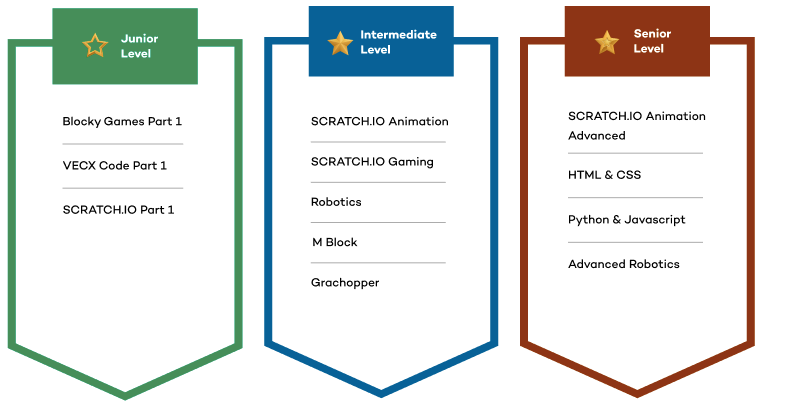 Junior
Level
Blocky Games Part 1
VECX Code Part 1
SCRATCH.IO Part 1
Intermediate
Level
SCRATCH.IO Animation
SCRATCH.IO Gaming
Robotics
M Block
Grachopper
Senior
Level
SCRATCH.IO Animation
Advanced
HTML & CSS
Python & Javascript
Advanced Robotics